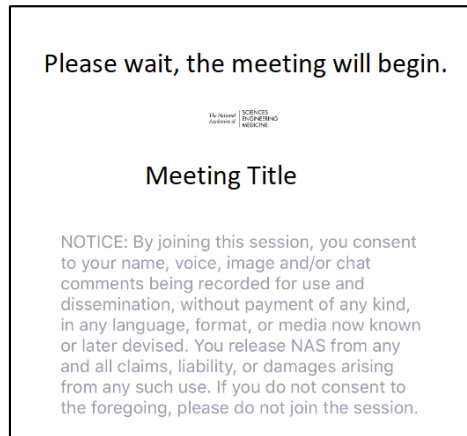 Please wait, the meeting will begin.
The National
Academies of
SCIENCES
ENGINEERING
MEDICINE
Meeting Title
NOTICE: By joining this session, you consent
to your name, voice, image and/or chat
comments being recorded for use and
dissemination, without payment of any kind,
in any language, format, or media now known
or later devised. You release NAS from any
and all claims, liability, or damages arising
from any such use. If you do not consent to
the foregoing, please do not join the session.